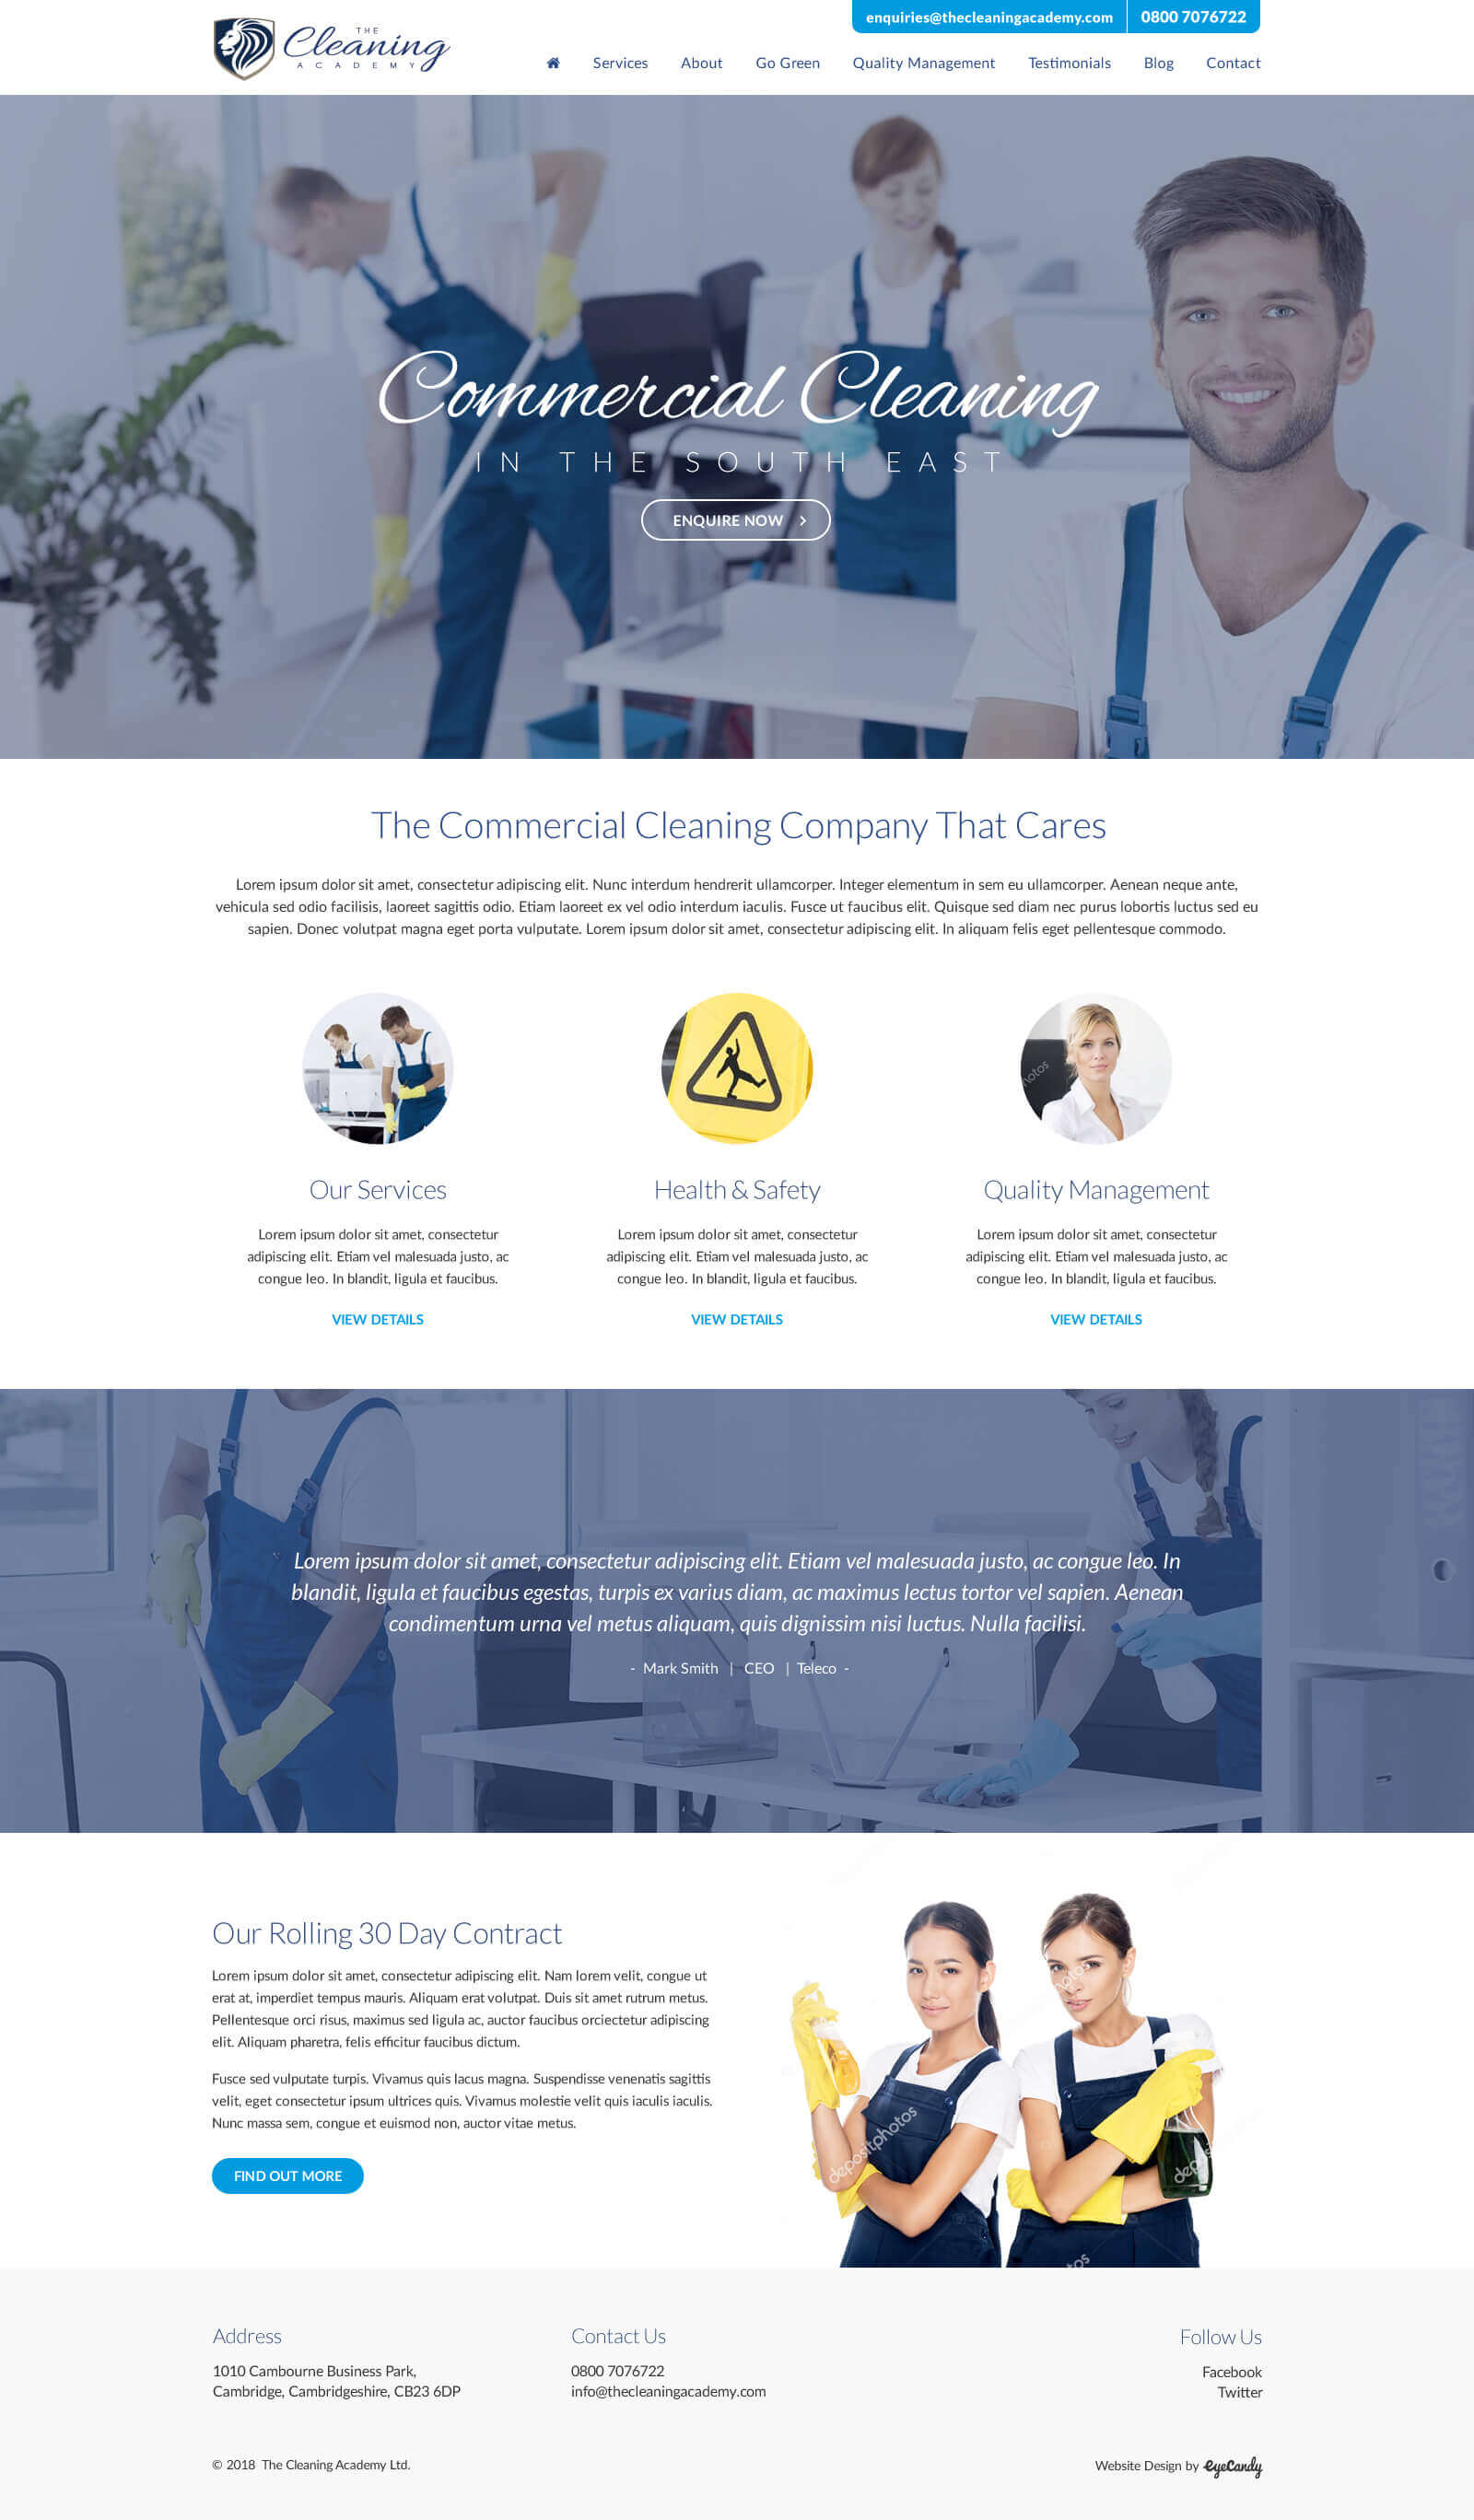 enquiries@thecleaningacademy.com 0800 7076722
THE
Cleaning
ACADEMY
Services About Go Green Quality Management Testimonials Blog Contact
Commercial Cleaning
IN THE SOUTH EAST
ENQUIRE NOW
The Commercial Cleaning Company That Cares
Lorem ipsum dolor sit amet, consectetur adipiscing elit. Nunc interdum hendrerit ullamcorper. Integer elementum in sem eu ullamcorper. Aenean neque ante,
vehicula sed odio facilisis, laoreet sagittis odio. Etiam laoreet ex vel odio interdum iaculis. Fusce ut faucibus elit. Quisque sed diam nec purus lobortis luctus sed eu
sapien. Donec volutpat magna eget porta vulputate. Lorem ipsum dolor sit amet, consectetur adipiscing elit. In aliquam felis eget pellentesque commodo.
Our Services
Lorem ipsum dolor sit amet, consectetur
adipiscing elit. Etiam vel malesuada justo, ac
congue leo. In blandit, ligula et faucibus.
VIEW DETAILS
Health & Safety
Lorem ipsum dolor sit amet, consectetur
adipiscing elit. Etiam vel malesuada justo, ac
congue leo. In blandit, ligula et faucibus.
VIEW DETAILS
Quality Management
Lorem ipsum dolor sit amet, consectetur
adipiscing elit. Etiam vel malesuada justo, ac
congue leo. In blandit, ligula et faucibus.
VIEW DETAILS
Lorem ipsum dolor sit amet, consectetur adipiscing elit. Etiam vel malesuada justo, ac congue leo. In
blandit, ligula et faucibus egestas, turpis ex varius diam, ac maximus lectus tortor vel sapien. Aenean
condimentum urna vel metus aliquam, quis dignissim nisi luctus. Nulla facilisi.
- Mark Smith | CEO | Teleco -
Our Rolling 30 Day Contract
Lorem ipsum dolor sit amet, consectetur adipiscing elit. Nam lorem velit, congue ut
erat at, imperdiet tempus mauris. Aliquam erat volutpat. Duis sit amet rutrum metus.
Pellentesque orci risus, maximus sed ligula ac, auctor faucibus orciectetur adipiscing
elit. Aliquam pharetra, felis efficitur faucibus dictum.
Fusce sed vulputate turpis. Vivamus quis lacus magna. Suspendisse venenatis sagittis
velit, eget consectetur ipsum ultrices quis. Vivamus molestie velit quis iaculis iaculis.
Nunc massa sem, congue et euismod non, auctor vitae metus.
FIND OUT MORE
depositphotos
Address
1010 Cambourne Business Park,
Cambridge, Cambridgeshire, CB23 6DP
Contact Us
0800 7076722
info@thecleaningacademy.com
Follow Us
Facebook
Twitter
© 2018 The Cleaning Academy Ltd.
Website Design by EyeCandy